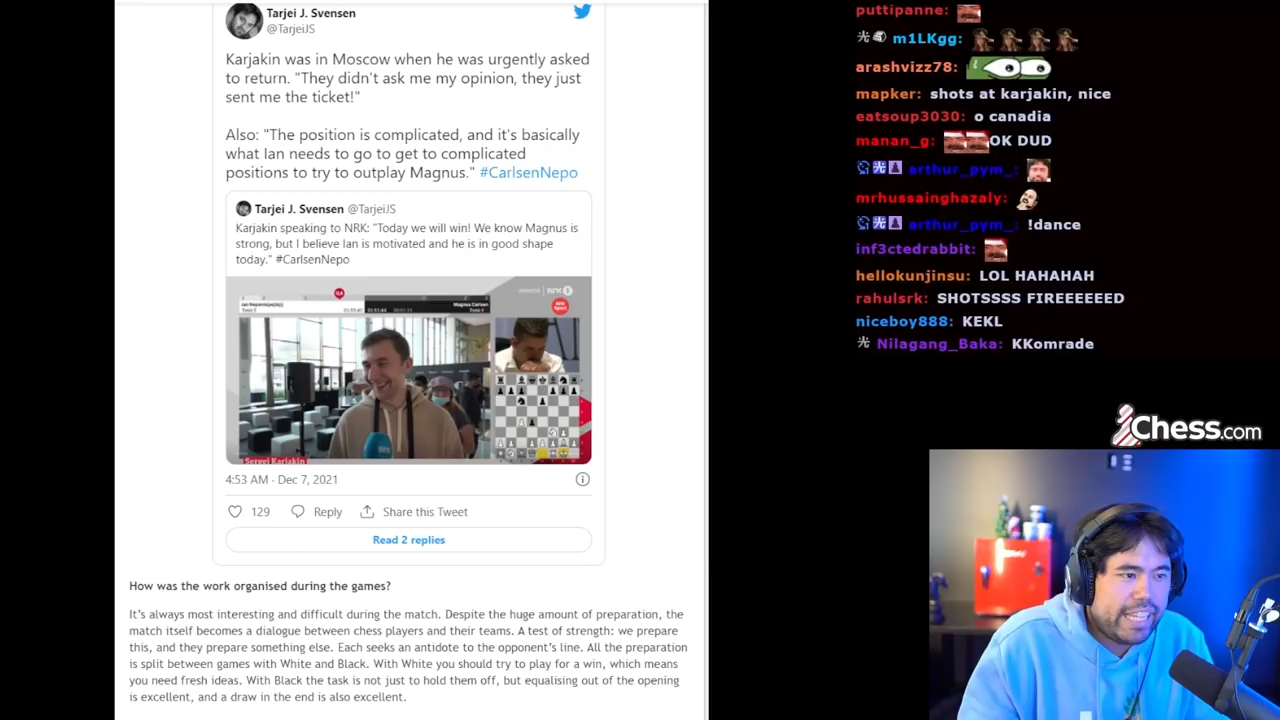 Tarjei J. Svensen
@TarjeiJS
Karjakin was in Moscow when he was urgently asked
to return. "They didn't ask me my opinion, they just
sent me the ticket!"
Also: "The position is complicated, and it's basically
what Ian needs to go to get to complicated
positions to try to outplay Magnus." #CarlsenNepo
Tarjei J. Svensen @TarjeiJS
Karjakin speaking to NRK: "Today we will win! We know Magnus is
strong, but I believe Ian is motivated and he is in good shape
today." #CarlsenNepo
Magnus Carlsen
Sergej Karjakin
4:53 AM · Dec 7, 2021
129 Reply Share this Tweet
Read 2 replies
How was the work organised during the games?
It's always most interesting and difficult during the match. Despite the huge amount of preparation, the
match itself becomes a dialogue between chess players and their teams. A test of strength: we prepare
this, and they prepare something else. Each seeks an antidote to the opponent's line. All the preparation
is split between games with White and Black. With White you should try to play for a win, which means
you need fresh ideas. With Black the task is not just to hold them off, but equalising out of the opening
is excellent, and a draw in the end is also excellent.
puttipanne:
m1LKgg:
arashvizz78:
mapker: shots at karjakin, nice
eatsoup3030: o canadia
manan_g: OK DUD
arthur_pym_:
mrhussainghazaly:
arthur_pym_: !dance
inf3ctedrabbit:
hellokunjinsu: LOL HAHAHAH
rahulsrk: SHOTSSSS FIREEEEEED
niceboy888: KEKL
Nilagang_Baka: KKomrade
Chess.com